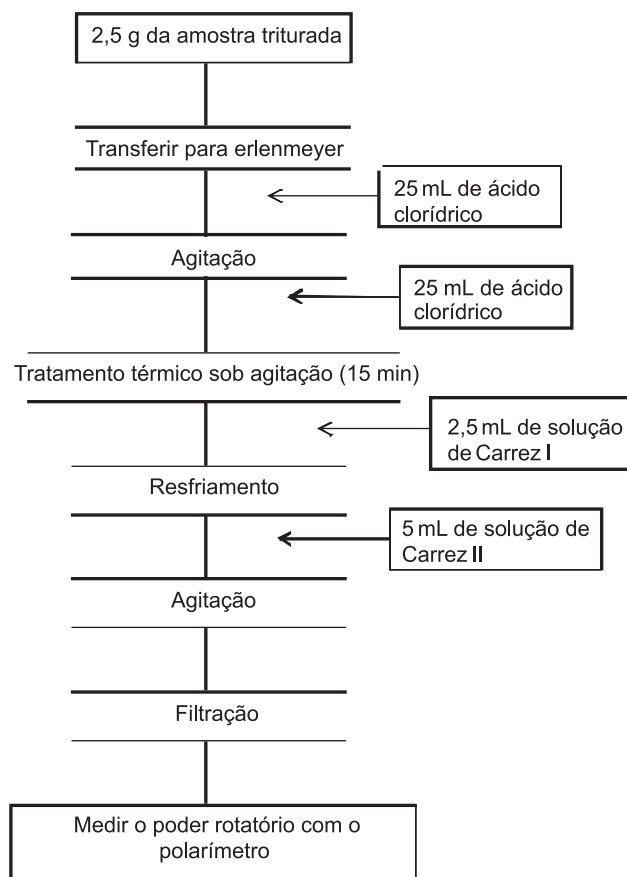 2,5 g da amostra triturada
Transferir para erlenmeyer
25 mL de ácido
clorídrico
Agitação
25 mL de ácido
clorídrico
Tratamento térmico sob agitação (15 min)
2,5 mL de solução
de Carrez I
Resfriamento
5 mL de solução de
Carrez II
Agitação
Filtração
Medir o poder rotatório com o
polarímetro